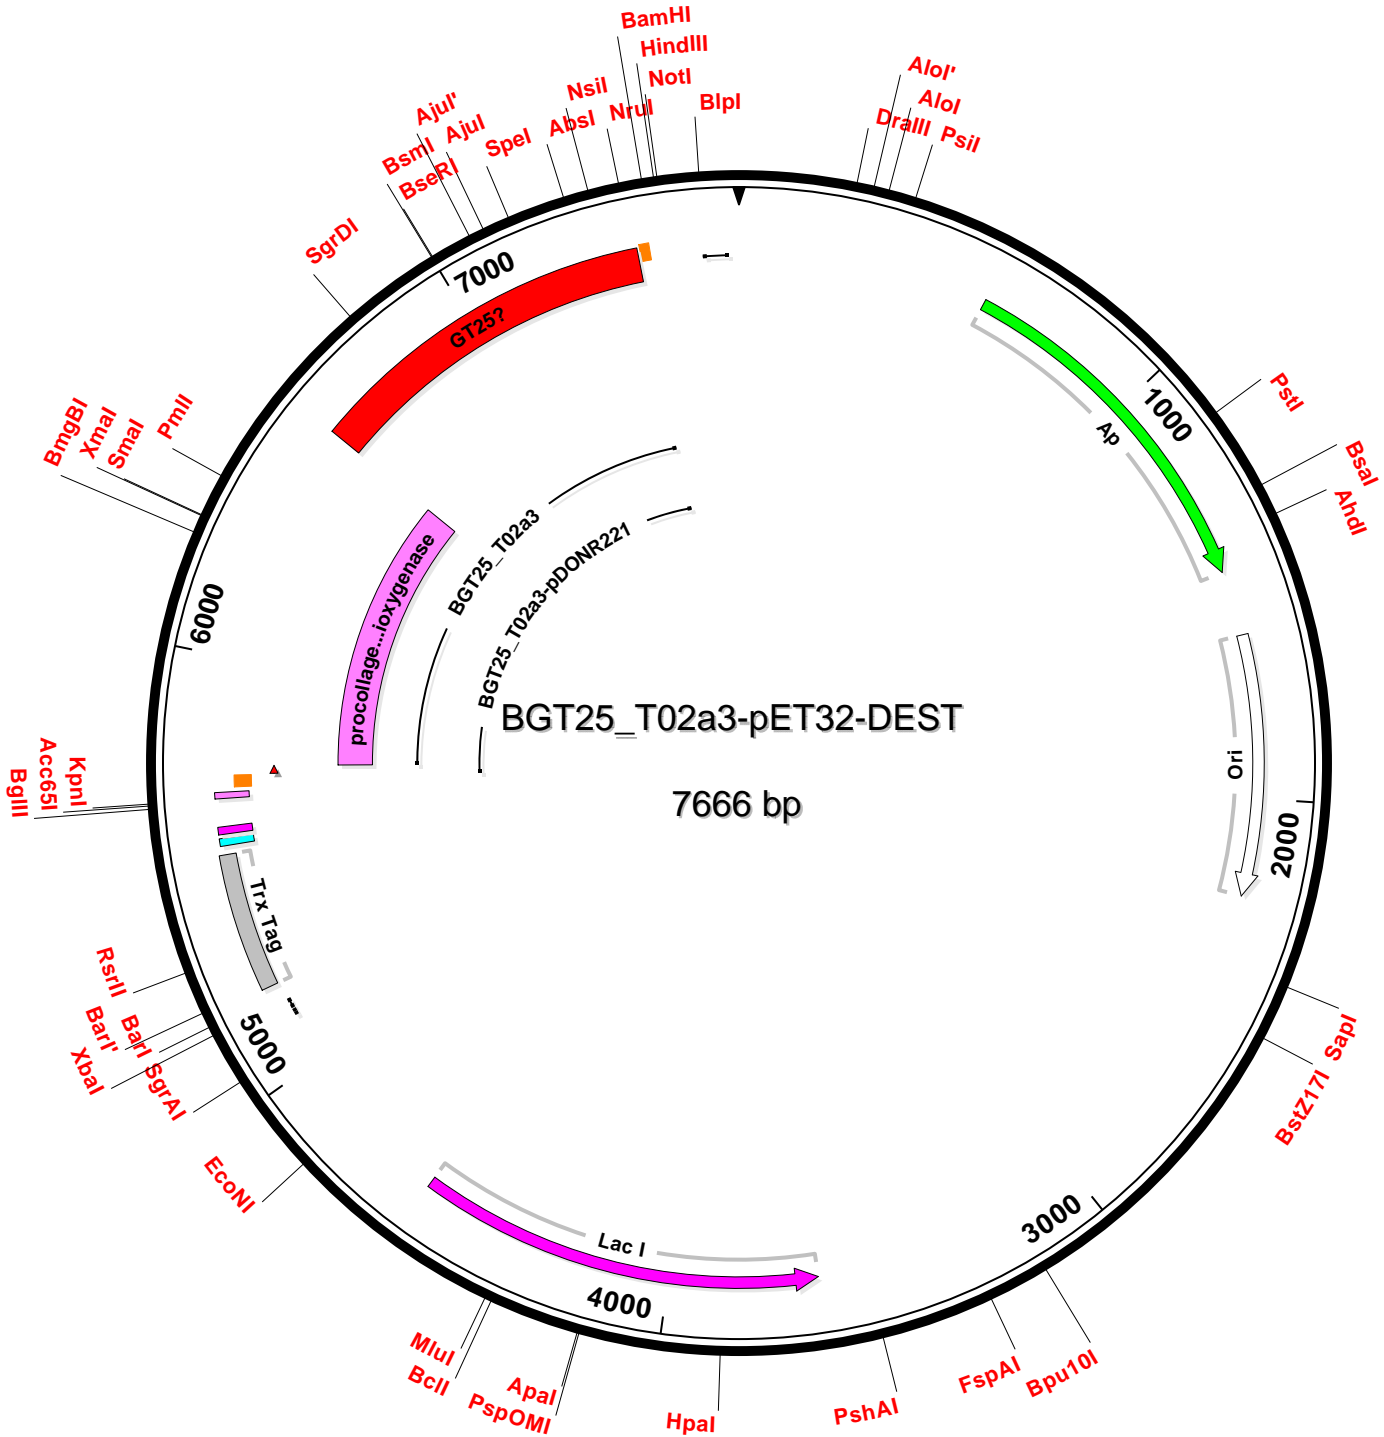 BamHI
HindIII
NotI
BlpI
NsiI
NruI
AbsI
SpeI
AjuI'
AjuI
BsmI
BseRI
SgrDI
AloI'
AloI
DraIII
PsiI
7000
GT25?
Ap
1000
PstI
BsaI
AhdI
BmgBI
XmaI
SmaI
PmlI
6000
procollage...ioxygenase
BGT25_T02a3
BGT25_T02a3-pDONR221
BGT25_T02a3-pET32-DEST
7666 bp
Ori
2000
KpnI
Acc65I
BglII
Trx Tag
RsrII
BarI'
BarI
XbaI
SgrAI
5000
EcoNI
SapI
BstZ17I
3000
Lac I
4000
MluI
BclI
ApaI
PspOMI
HpaI
PshAI
FspAI
Bpu10I